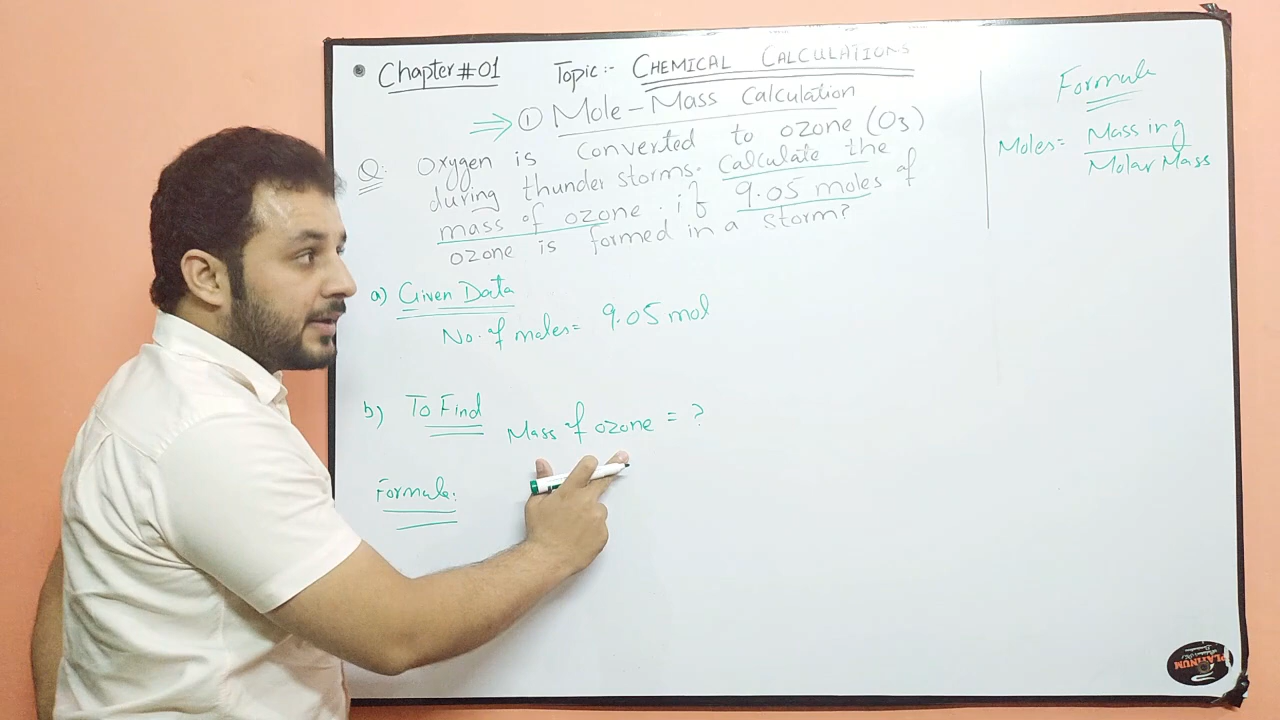 Chapter#01
Topic:- CHEMICAL CALCULATIONS
① Mole-Mass Calculation
Q: Oxygen is converted to ozone (O3)
during thunder storms. Calculate the
mass of ozone. if 9.05 moles of
ozone is formed in a storm?
Formula
Moles = Mass in g
Molar Mass
a) Given Data
No. of moles= 9.05 mol
b) To Find
Mass of ozone = ?
Formula:
PLATINUM